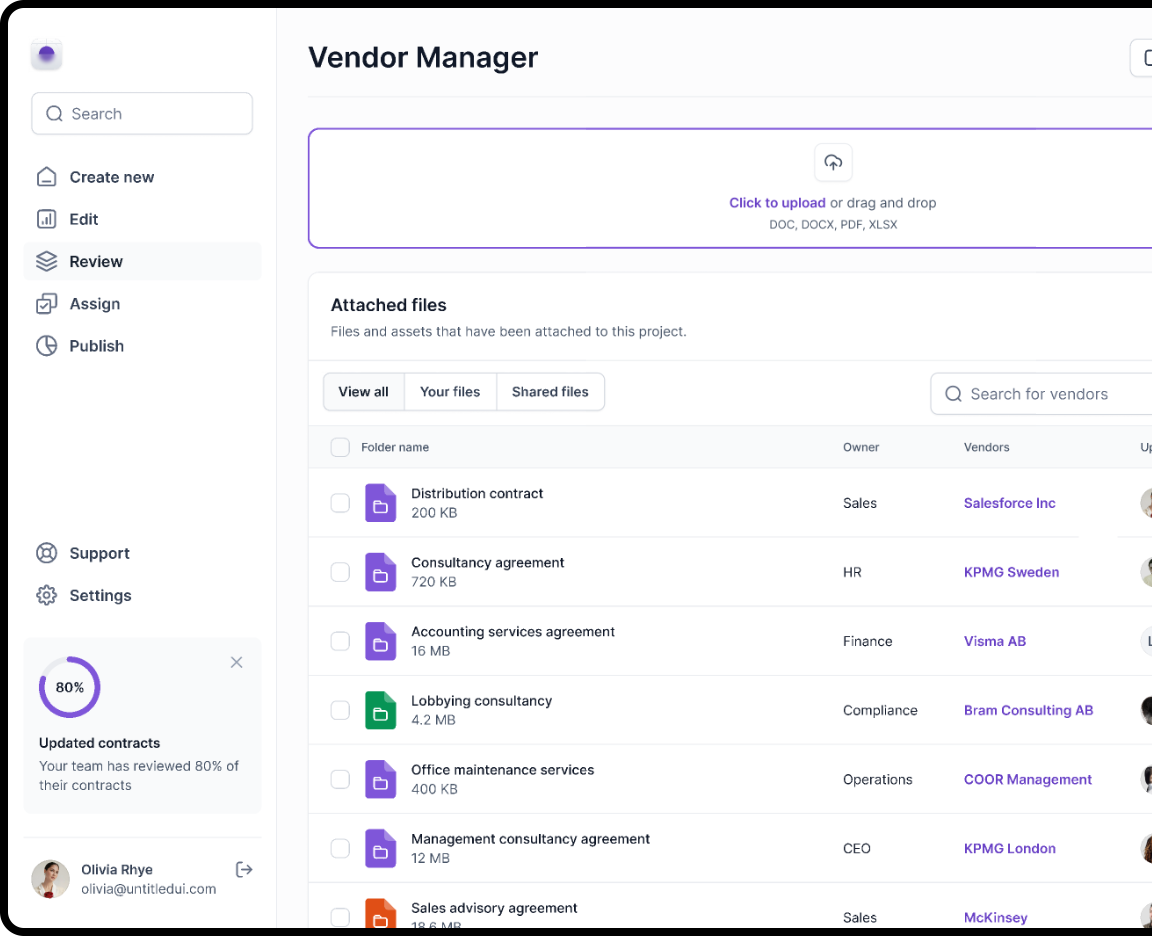 Vendor Manager
Search
Create new
Edit
Review
Assign
Publish
Support
Settings
80%
Updated contracts
Your team has reviewed 80% of
their contracts
Olivia Rhye
olivia@untitledui.com
Click to upload or drag and drop
DOC, DOCX, PDF, XLSX
Attached files
Files and assets that have been attached to this project.
View all Your files Shared files
Search for vendors
Folder name Owner Vendors
Distribution contract
200 KB
Sales
Salesforce Inc
Consultancy agreement
720 KB
HR
KPMG Sweden
Accounting services agreement
16 MB
Finance
Visma AB
Lobbying consultancy
4.2 MB
Compliance
Bram Consulting AB
Office maintenance services
400 KB
Operations
COOR Management
Management consultancy agreement
12 MB
CEO
KPMG London
Sales advisory agreement
18.6 MB
Sales
McKinsey